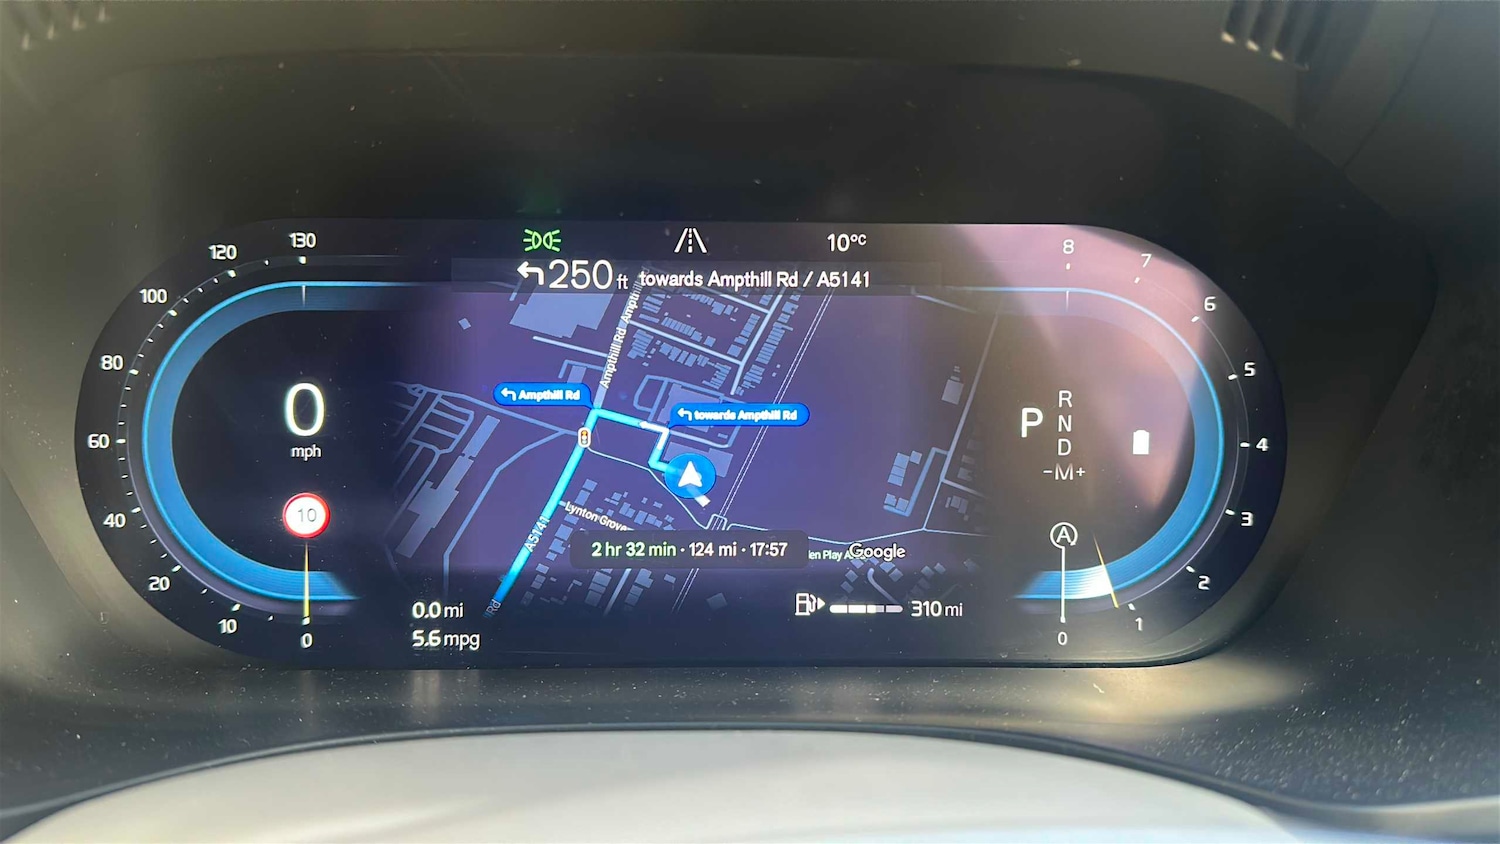 10°C
250 ft towards Ampthill Rd / A5141
130
120
100
80
60
40
20
10
0
0
mph
10
8
7
6
5
4
3
2
1
0
P
R
N
D
-M+
A
Ampthill Rd
Ampthill Rd
towards Ampthill Rd
Lynton Grove
A5141
2 hr 32 min · 124 mi · 17:57
Google
0.0 mi
5.6 mpg
310 mi